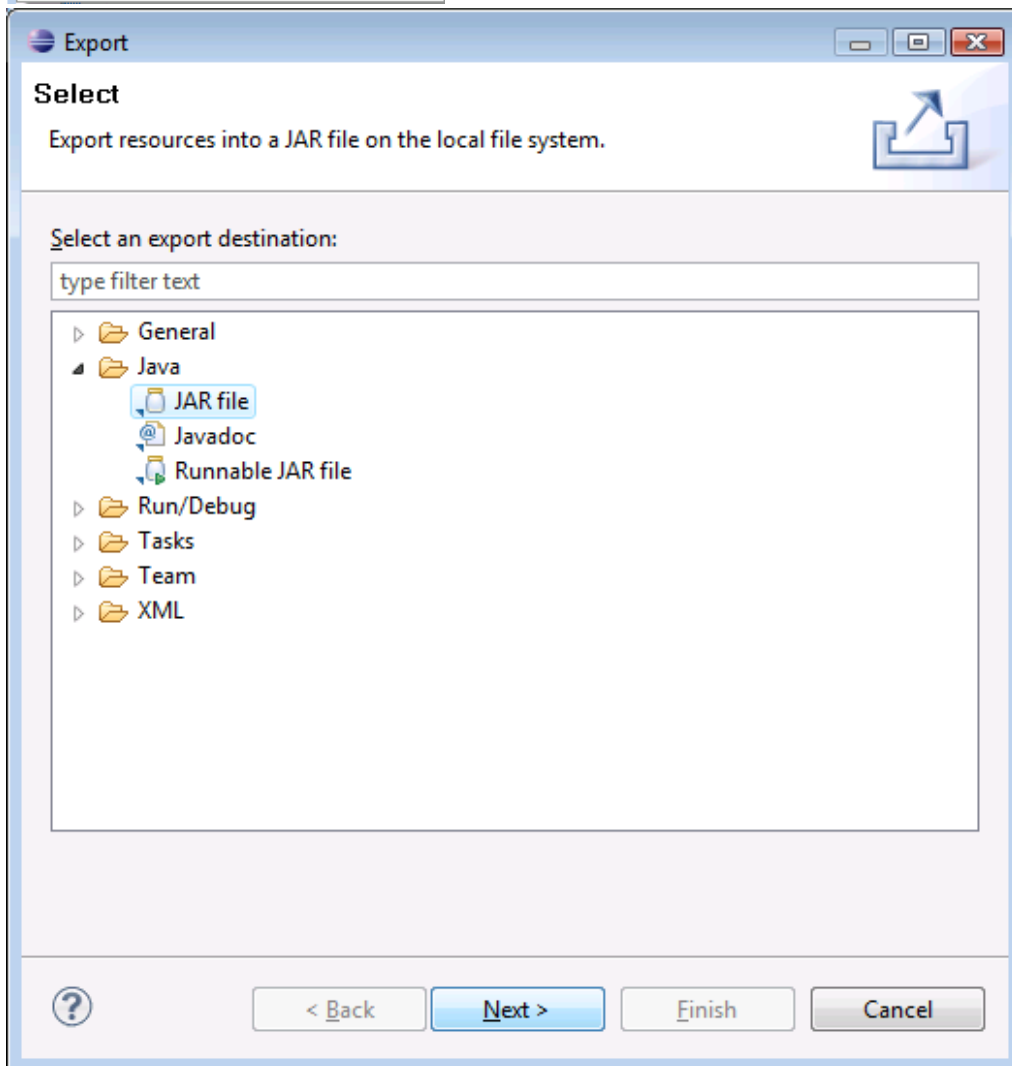 Export
Select
Export resources into a JAR file on the local file system.
Select an export destination:
type filter text
General
Java
JAR file
Javadoc
Runnable JAR file
Run/Debug
Tasks
Team
XML
< Back
Next >
Finish
Cancel